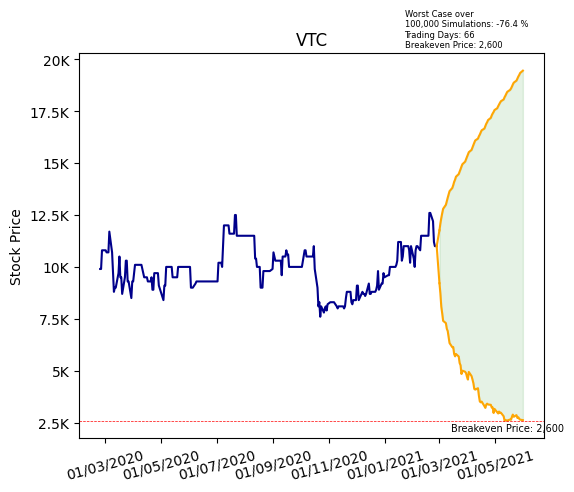 Worst Case over
100,000 Simulations: -76.4 %
Trading Days: 66
Breakeven Price: 2,600
VTC
20K
17.5K
15K
12.5K
10K
7.5K
5K
2.5K
Stock Price
Breakeven Price: 2,600
01/03/2020
01/05/2020
01/07/2020
01/09/2020
01/11/2020
01/01/2021
01/03/2021
01/05/2021